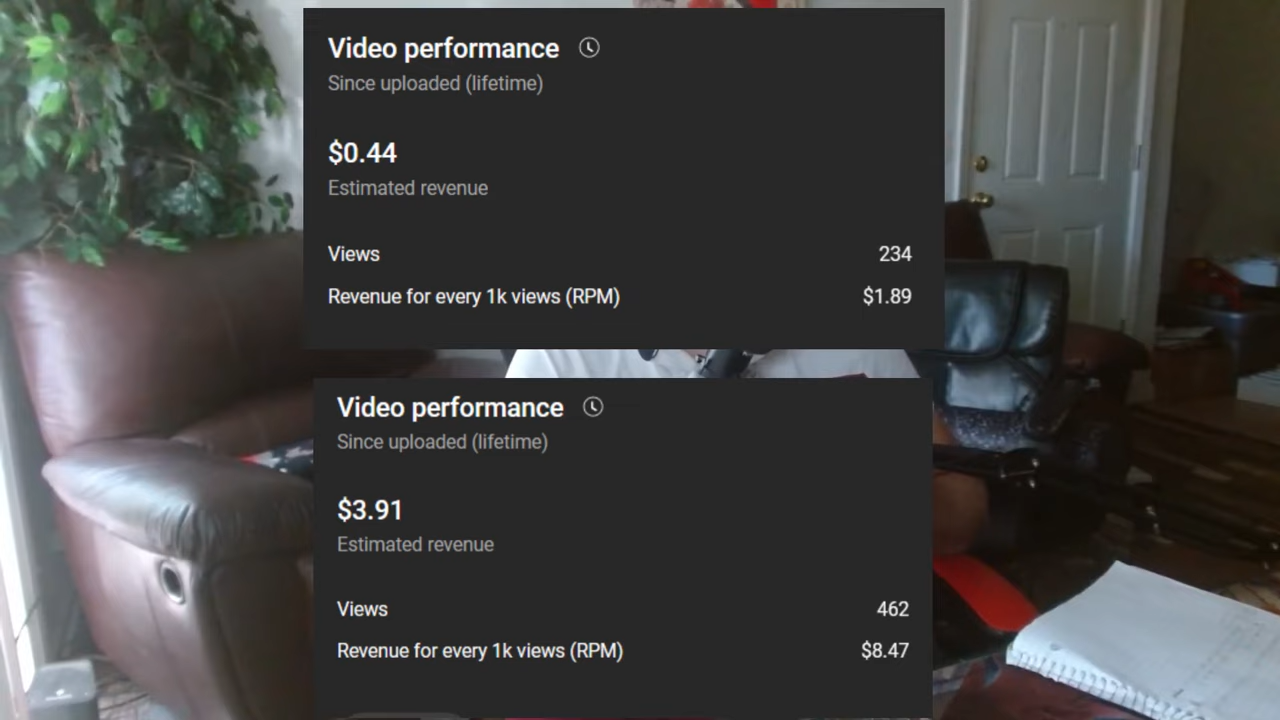 Video performance
Since uploaded (lifetime)
$0.44
Estimated revenue
Views 234
Revenue for every 1k views (RPM) $1.89
Video performance
Since uploaded (lifetime)
$3.91
Estimated revenue
Views 462
Revenue for every 1k views (RPM) $8.47